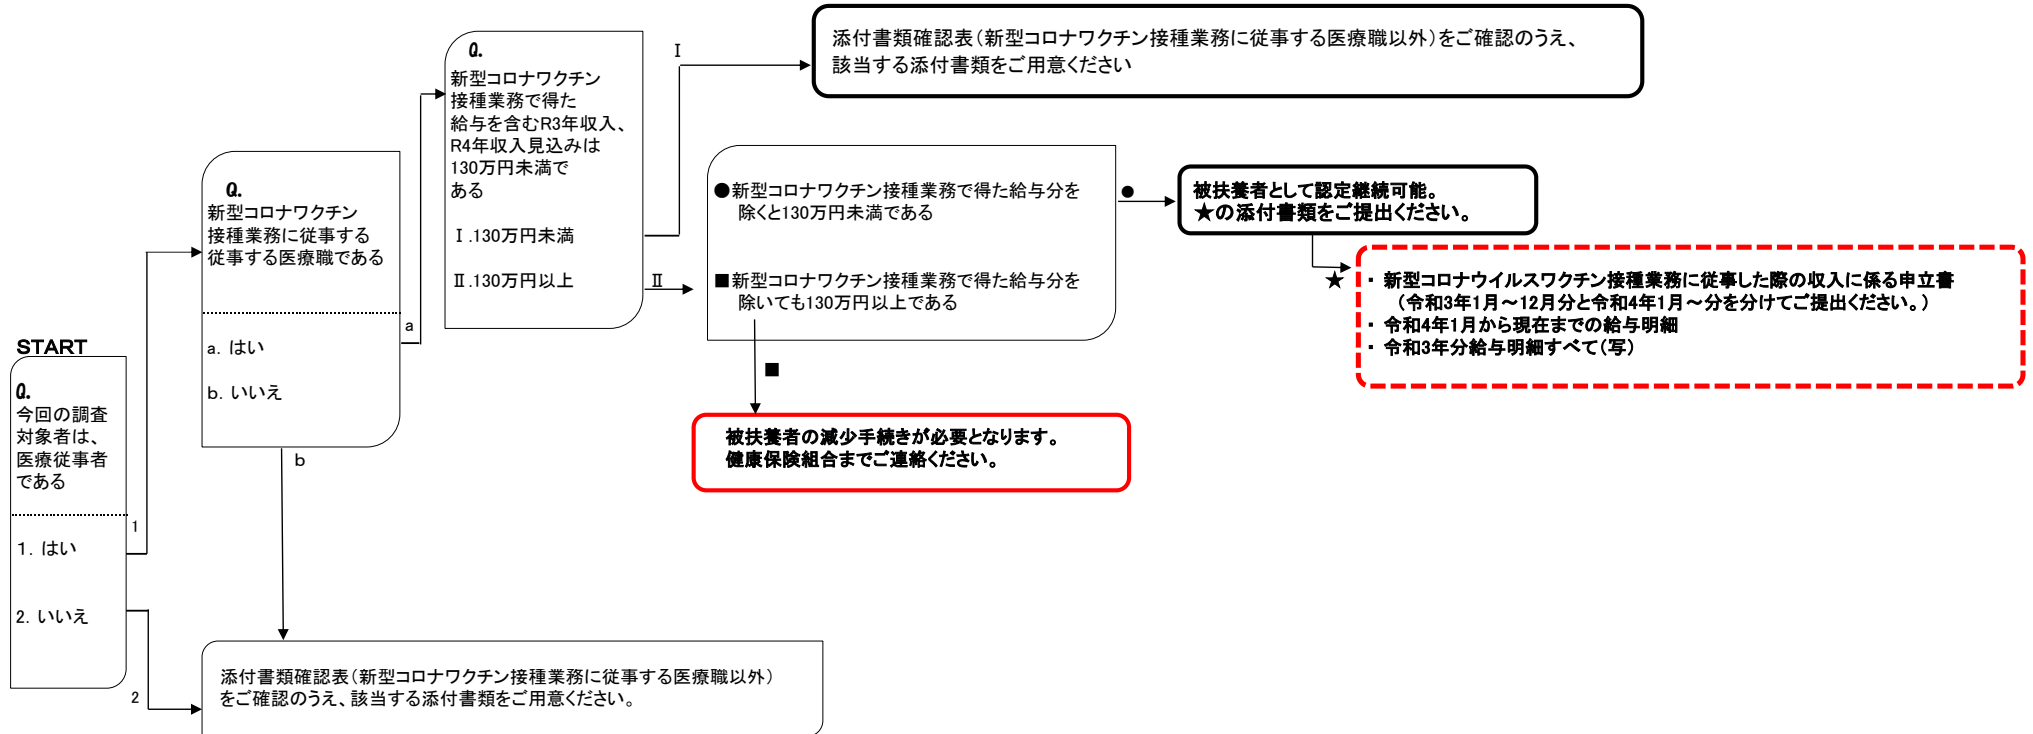 START
Q.
今回の調査
対象者は、
医療従事者
である
1. はい
2. いいえ
1
2
Q.
新型コロナワクチン
接種業務に従事する
従事する医療職である
a. はい
b. いいえ
a
b
Q.
新型コロナワクチン
接種業務で得た
給与を含むR3年収入、
R4年収入見込みは
130万円未満で
ある
Ⅰ.130万円未満
Ⅱ.130万円以上
Ⅰ
Ⅱ
添付書類確認表(新型コロナワクチン接種業務に従事する医療職以外)をご確認のうえ、
該当する添付書類をご用意ください
●新型コロナワクチン接種業務で得た給与分を
除くと130万円未満である
■新型コロナワクチン接種業務で得た給与分を
除いても130万円以上である
●
■
被扶養者として認定継続可能。
★の添付書類をご提出ください。
★
・ 新型コロナウイルスワクチン接種業務に従事した際の収入に係る申立書
(令和3年1月~12月分と令和4年1月~分を分けてご提出ください。)
・ 令和4年1月から現在までの給与明細
・ 令和3年分給与明細すべて(写)
被扶養者の減少手続きが必要となります。
健康保険組合までご連絡ください。
添付書類確認表(新型コロナワクチン接種業務に従事する医療職以外)
をご確認のうえ、該当する添付書類をご用意ください。